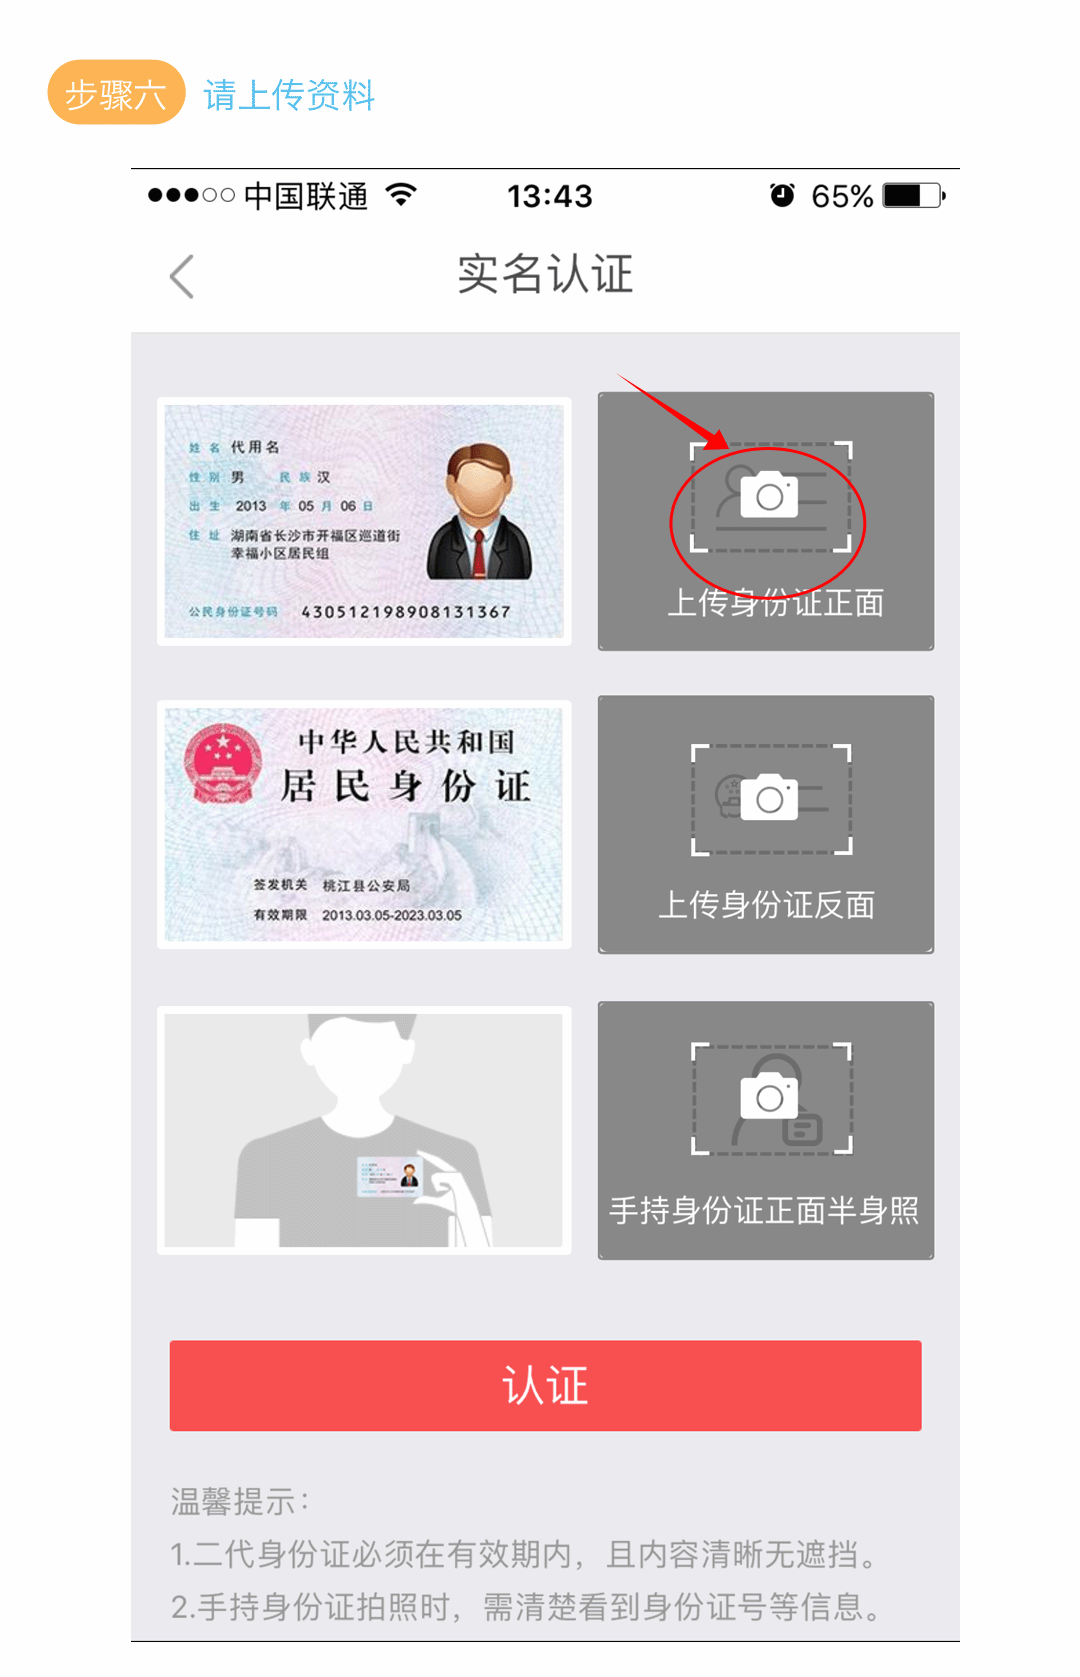 步骤六 请上传资料
中国联通 13:43 65%
实名认证
姓名 代用名
性别 男 民族 汉
出生 2013 年 05 月 06 日
住址 湖南省长沙市开福区巡道街
幸福小区居民组
公民身份证号码 430512198908131367
上传身份证正面
中华人民共和国
居民身份证
签发机关 桃江县公安局
有效期限 2013.03.05-2023.03.05
上传身份证反面
手持身份证正面半身照
认证
温馨提示：
1.二代身份证必须在有效期内，且内容清晰无遮挡。
2.手持身份证拍照时，需清楚看到身份证号等信息。